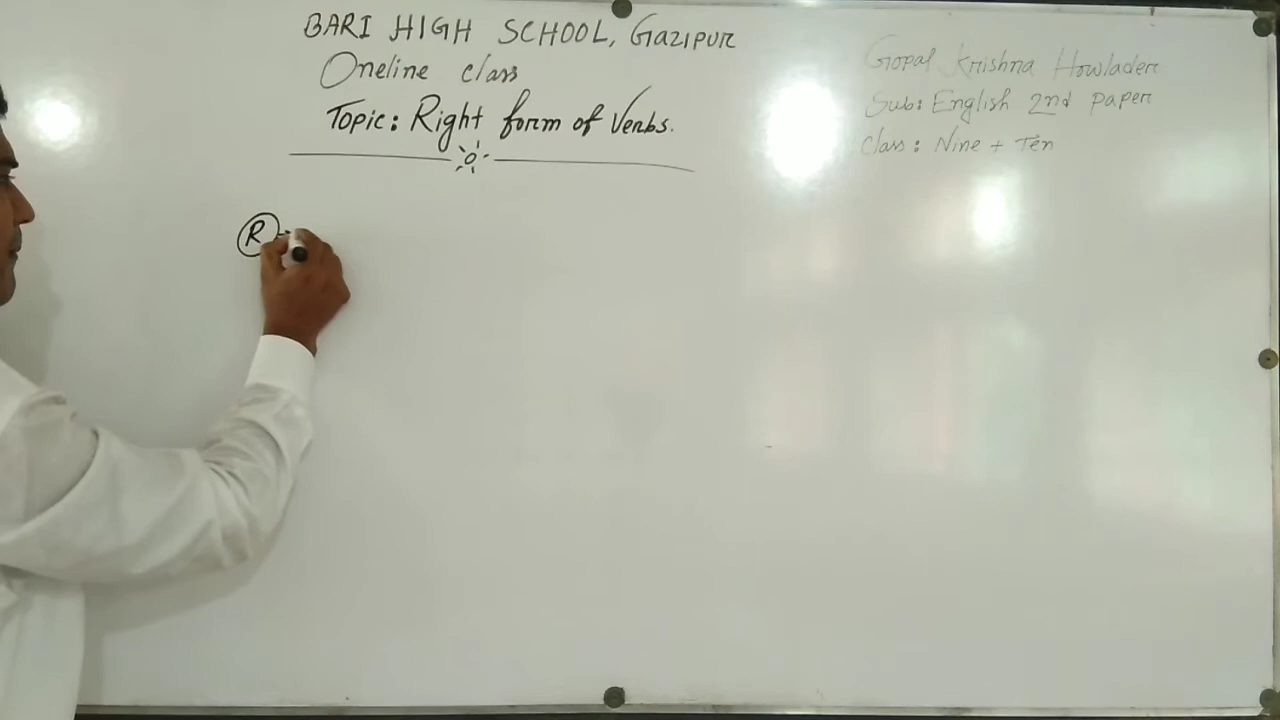 BARI HIGH SCHOOL, Gazipur
Oneline class
Topic: Right form of Verbs.
Gopal Krishna Howlader
Sub: English 2nd paper
Class: Nine + Ten
R